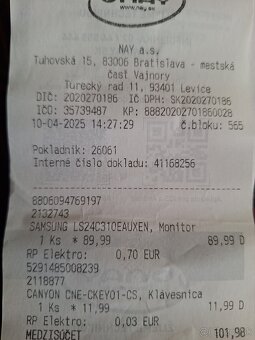 www.nay.sk
NAY a.s.
Tuhovská 15, 83006 Bratislava - mestská
časť Vajnory
Turecký rad 11, 93401 Levice
DIČ: 2020270186 IČ DPH: SK2020270186
IČO: 35739487 KP: 88820202701860028
10-04-2025 14:27:29 č.bloku: 565
Pokladník: 26061
Interné číslo dokladu: 41168256
8806094769197
2132743
SAMSUNG LS24C310EAUXEN, Monitor
1 Ks * 89,99 89,99 D
RP Elektro: 0,70 EUR
5291485008239
2118877
CANYON CNE-CKEY01-CS, Klávesnica
1 Ks * 11,99 11,99 D
RP Elektro: 0,03 EUR
MEDZISÚČET 101,98